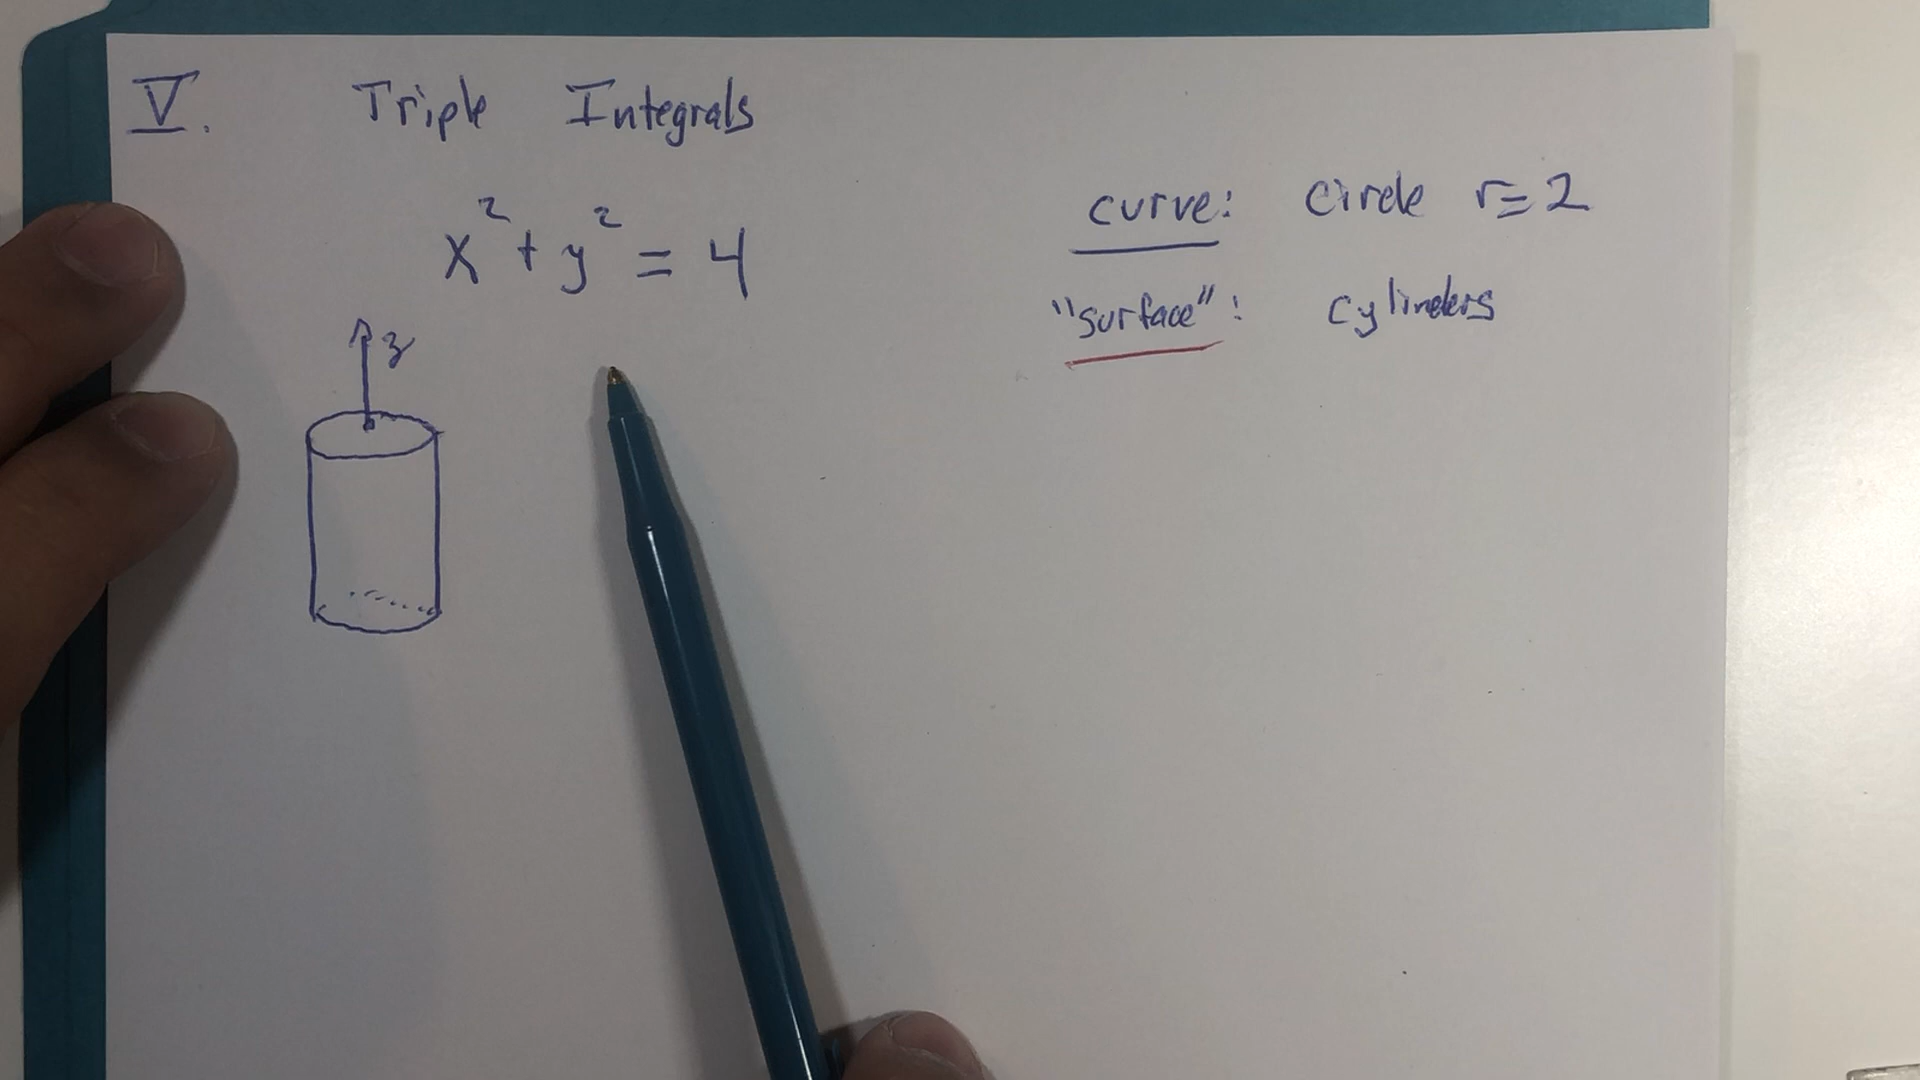 V. Triple Integrals
x² + y² = 4
curve: circle r = 2
"surface": cylinders
z